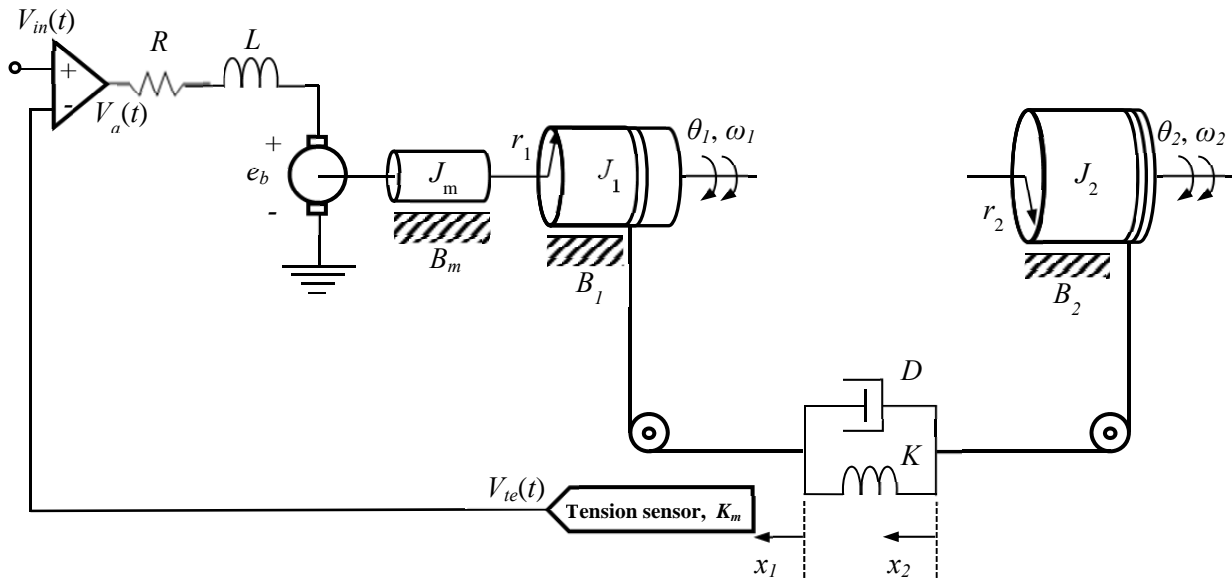 V_in(t)
R
L
+
-
V_a(t)
+
e_b
-
J_m
B_m
r_1
J_1
B_1
θ_1, ω_1
J_2
r_2
B_2
θ_2, ω_2
D
K
V_te(t)
Tension sensor, K_m
x_1
x_2